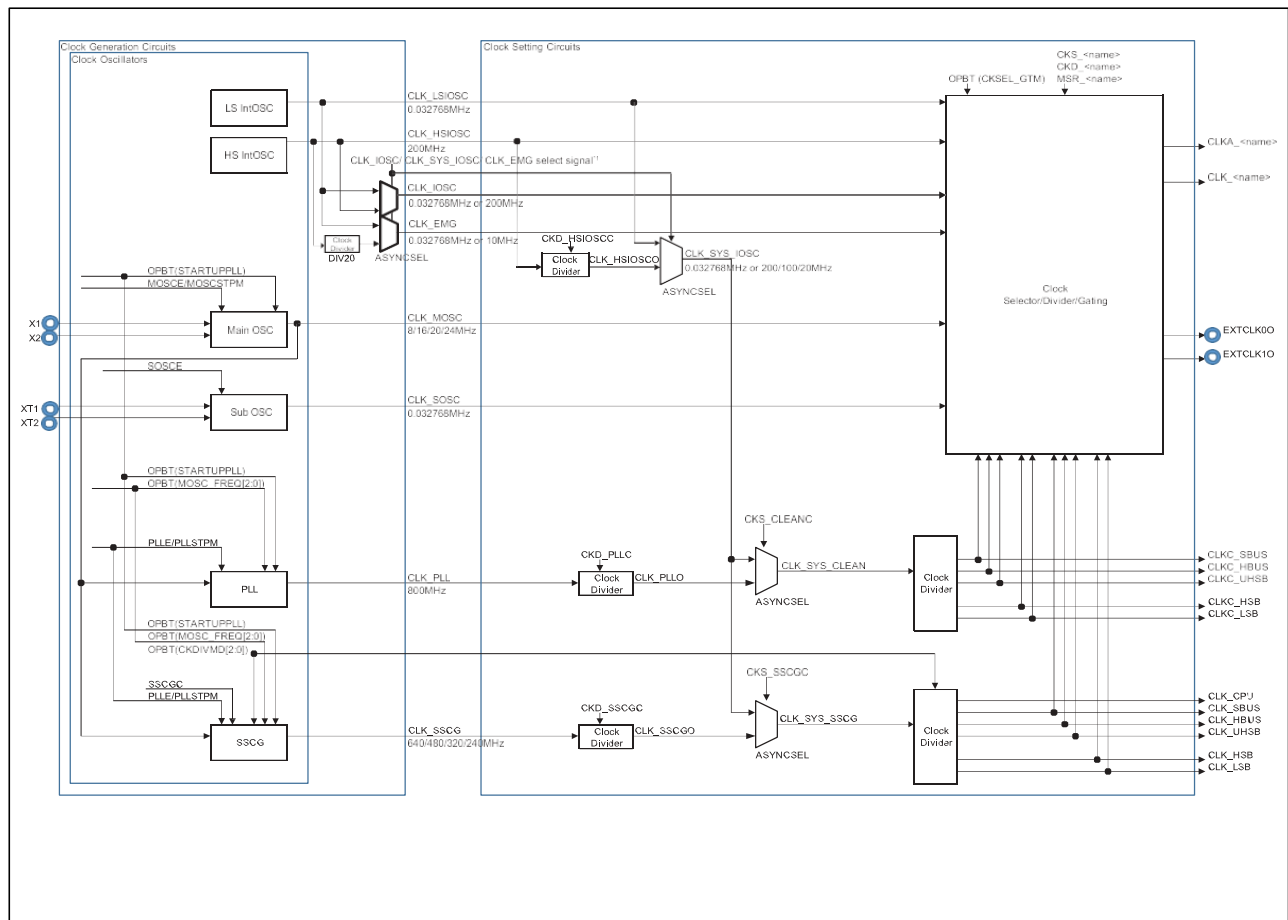 Clock Generation Circuits
Clock Oscillators
Clock Setting Circuits
CKS_<name>
CKD_<name>
OPBT (CKSEL_GTM)
MSR_<name>
LS IntOSC
CLK_LSIOSC
0.032768MHz
HS IntOSC
CLK_HSIOSC
200MHz
CLK_IOSC/ CLK_SYS_IOSC/ CLK_EMG select signal*1
CLK_IOSC
0.032768MHz or 200MHz
CLK_EMG
0.032768MHz or 10MHz
Clock
Divider
DIV20
ASYNCSEL
CKD_HSIOSCC
Clock
Divider
CLK_HSIOSCO
CLK_SYS_IOSC
0.032768MHz or 200/100/20MHz
ASYNCSEL
Clock
Selector/Divider/Gating
CLKA_<name>
CLK_<name>
EXTCLK0O
EXTCLK1O
OPBT(STARTUPPLL)
MOSCE/MOSCSTPM
X1
X2
Main OSC
CLK_MOSC
8/16/20/24MHz
SOSCE
XT1
XT2
Sub OSC
CLK_SOSC
0.032768MHz
OPBT(STARTUPPLL)
OPBT(MOSC_FREQ[2:0])
PLLE/PLLSTPM
PLL
CLK_PLL
800MHz
CKD_PLLC
Clock
Divider
CLK_PLLO
CKS_CLEANC
ASYNCSEL
CLK_SYS_CLEAN
Clock
Divider
CLKC_SBUS
CLKC_HBUS
CLKC_UHSB
CLKC_HSB
CLKC_LSB
OPBT(STARTUPPLL)
OPBT(MOSC_FREQ[2:0])
OPBT(CKDIVMD[2:0])
SSCGC
PLLE/PLLSTPM
SSCG
CLK_SSCG
640/480/320/240MHz
CKD_SSCGC
Clock
Divider
CLK_SSCGO
CKS_SSCGC
ASYNCSEL
CLK_SYS_SSCG
Clock
Divider
CLK_CPU
CLK_SBUS
CLK_HBUS
CLK_UHSB
CLK_HSB
CLK_LSB